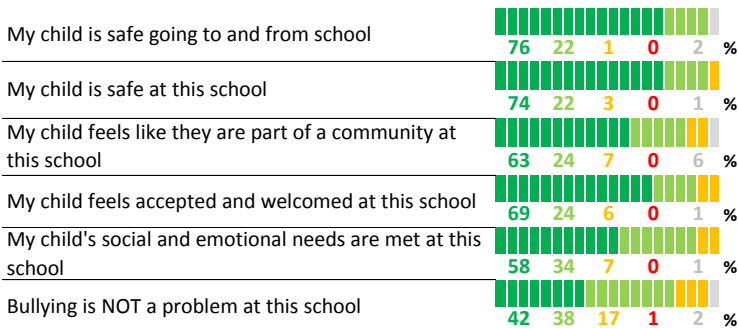 My child is safe going to and from school
76 22 1 0 2 %
My child is safe at this school
74 22 3 0 1 %
My child feels like they are part of a community at
this school
63 24 7 0 6 %
My child feels accepted and welcomed at this school
69 24 6 0 1 %
My child's social and emotional needs are met at this
school
58 34 7 0 1 %
Bullying is NOT a problem at this school
42 38 17 1 2 %